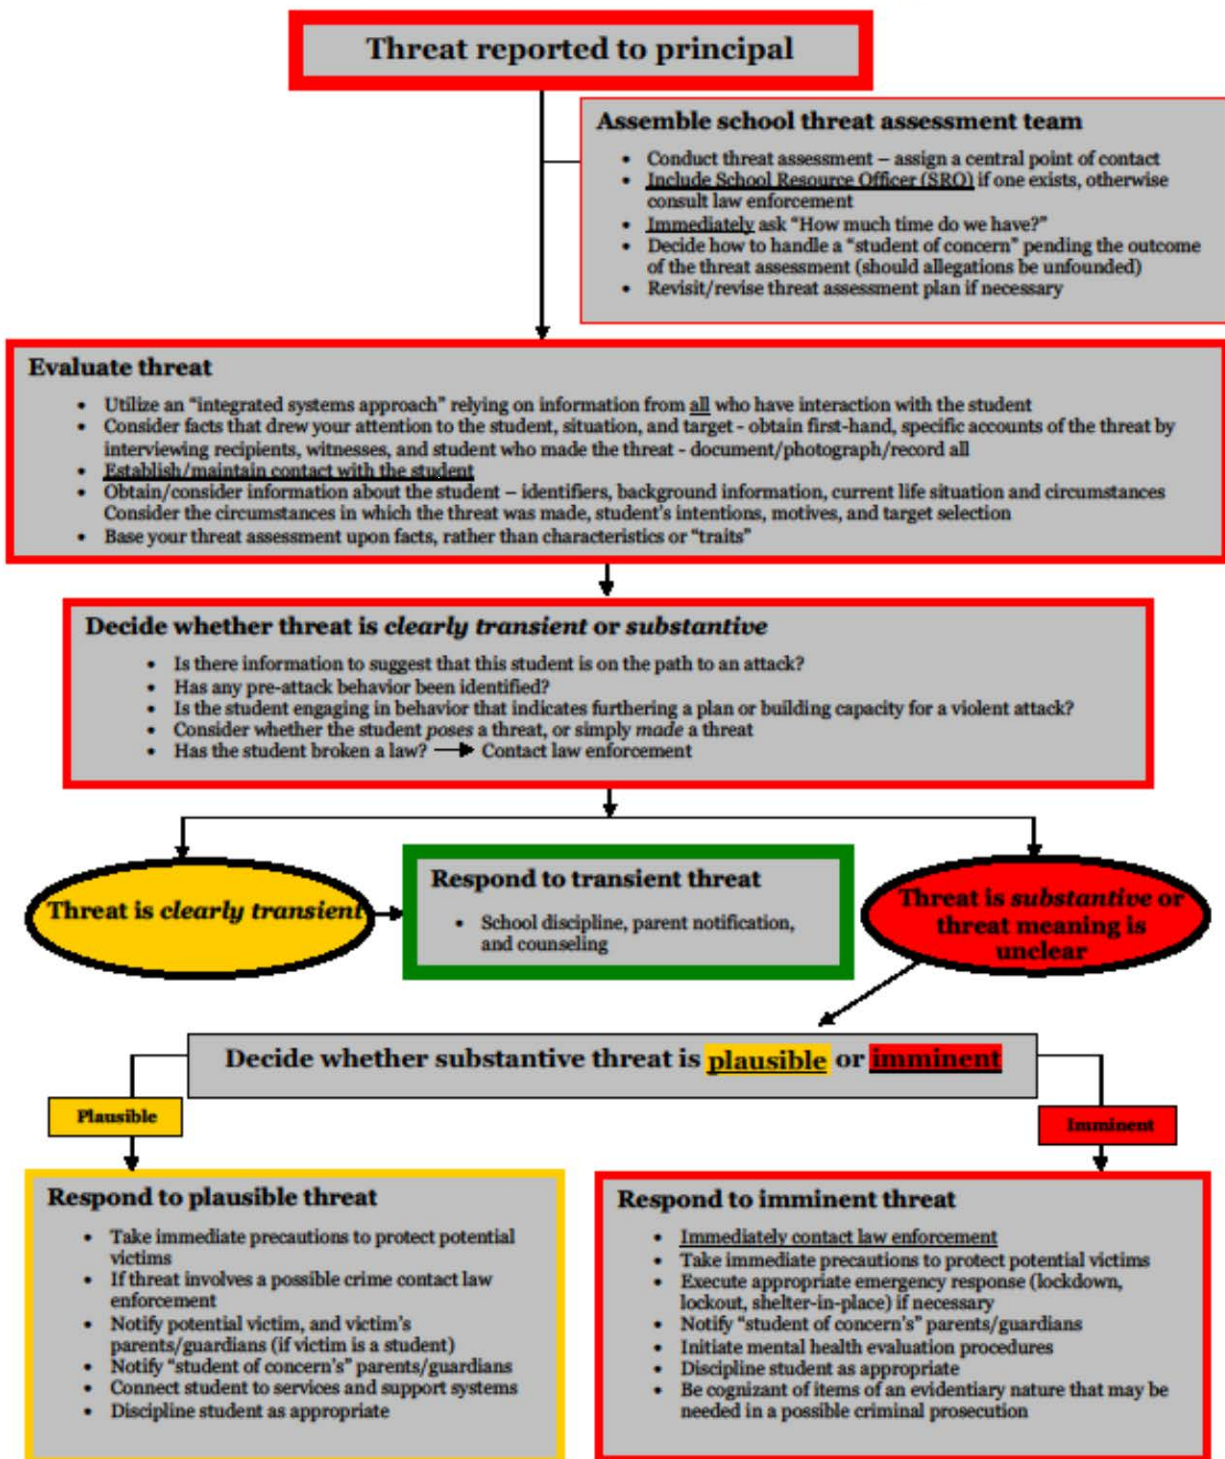 Threat reported to principal
Assemble school threat assessment team
• Conduct threat assessment – assign a central point of contact
• Include School Resource Officer (SRO) if one exists, otherwise
consult law enforcement
• Immediately ask "How much time do we have?"
• Decide how to handle a "student of concern" pending the outcome
of the threat assessment (should allegations be unfounded)
• Revisit/revise threat assessment plan if necessary
Evaluate threat
• Utilize an "integrated systems approach" relying on information from all who have interaction with the student
• Consider facts that drew your attention to the student, situation, and target - obtain first-hand, specific accounts of the threat by
interviewing recipients, witnesses, and student who made the threat - document/photograph/record all
• Establish/maintain contact with the student
• Obtain/consider information about the student – identifiers, background information, current life situation and circumstances
Consider the circumstances in which the threat was made, student's intentions, motives, and target selection
• Base your threat assessment upon facts, rather than characteristics or "traits"
Decide whether threat is clearly transient or substantive
• Is there information to suggest that this student is on the path to an attack?
• Has any pre-attack behavior been identified?
• Is the student engaging in behavior that indicates furthering a plan or building capacity for a violent attack?
• Consider whether the student poses a threat, or simply made a threat
• Has the student broken a law? → Contact law enforcement
Threat is clearly transient
Respond to transient threat
• School discipline, parent notification,
and counseling
Threat is substantive or
threat meaning is
unclear
Decide whether substantive threat is plausible or imminent
Plausible
Imminent
Respond to plausible threat
• Take immediate precautions to protect potential
victims
• If threat involves a possible crime contact law
enforcement
• Notify potential victim, and victim's
parents/guardians (if victim is a student)
• Notify "student of concern's" parents/guardians
• Connect student to services and support systems
• Discipline student as appropriate
Respond to imminent threat
• Immediately contact law enforcement
• Take immediate precautions to protect potential victims
• Execute appropriate emergency response (lockdown,
lockout, shelter-in-place) if necessary
• Notify "student of concern's" parents/guardians
• Initiate mental health evaluation procedures
• Discipline student as appropriate
• Be cognizant of items of an evidentiary nature that may be
needed in a possible criminal prosecution